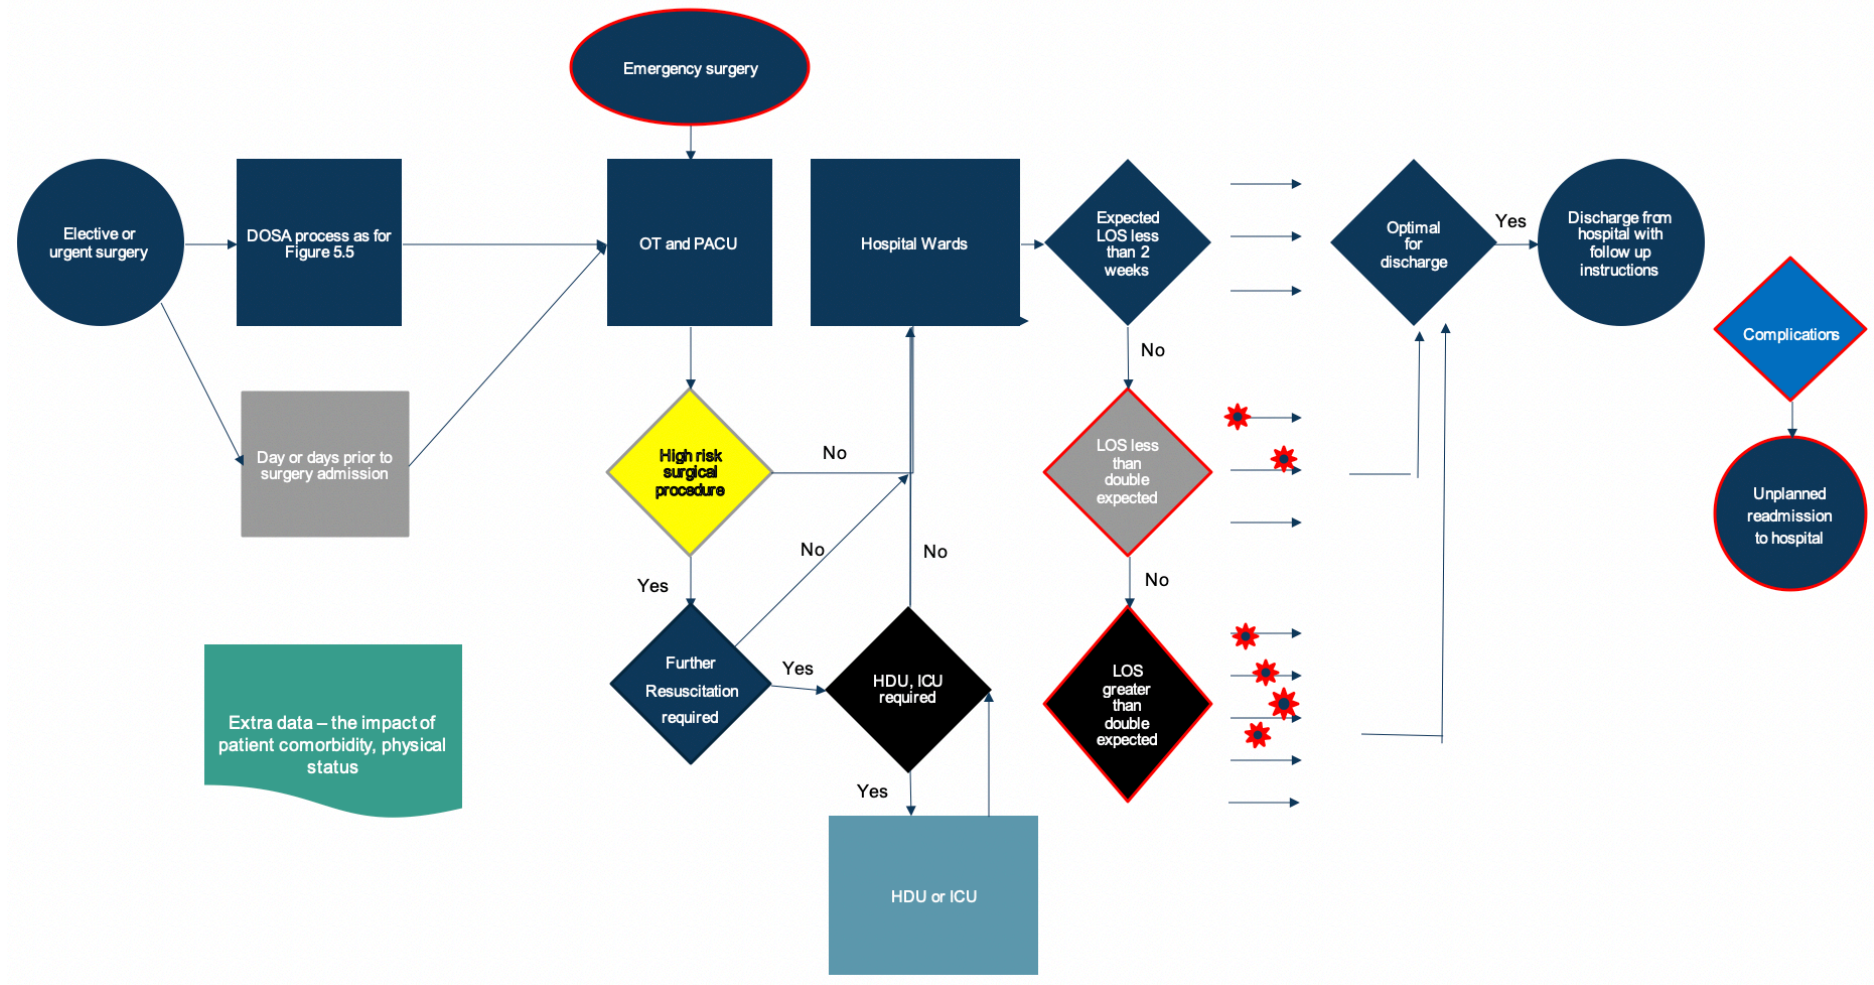 Emergency surgery
Elective or
urgent surgery
DOSA process as for
Figure 5.5
OT and PACU
Hospital Wards
Expected
LOS less
than 2
weeks
Optimal
for
discharge
Yes
Discharge from
hospital with
follow up
instructions
Complications
No
Day or days prior to
surgery admission
High risk
surgical
procedure
No
LOS less
than
double
expected
Unplanned
readmission
to hospital
No
No
No
Yes
Further
Resuscitation
required
Yes
HDU, ICU
required
LOS
greater
than
double
expected
Extra data – the impact of
patient comorbidity, physical
status
Yes
HDU or ICU